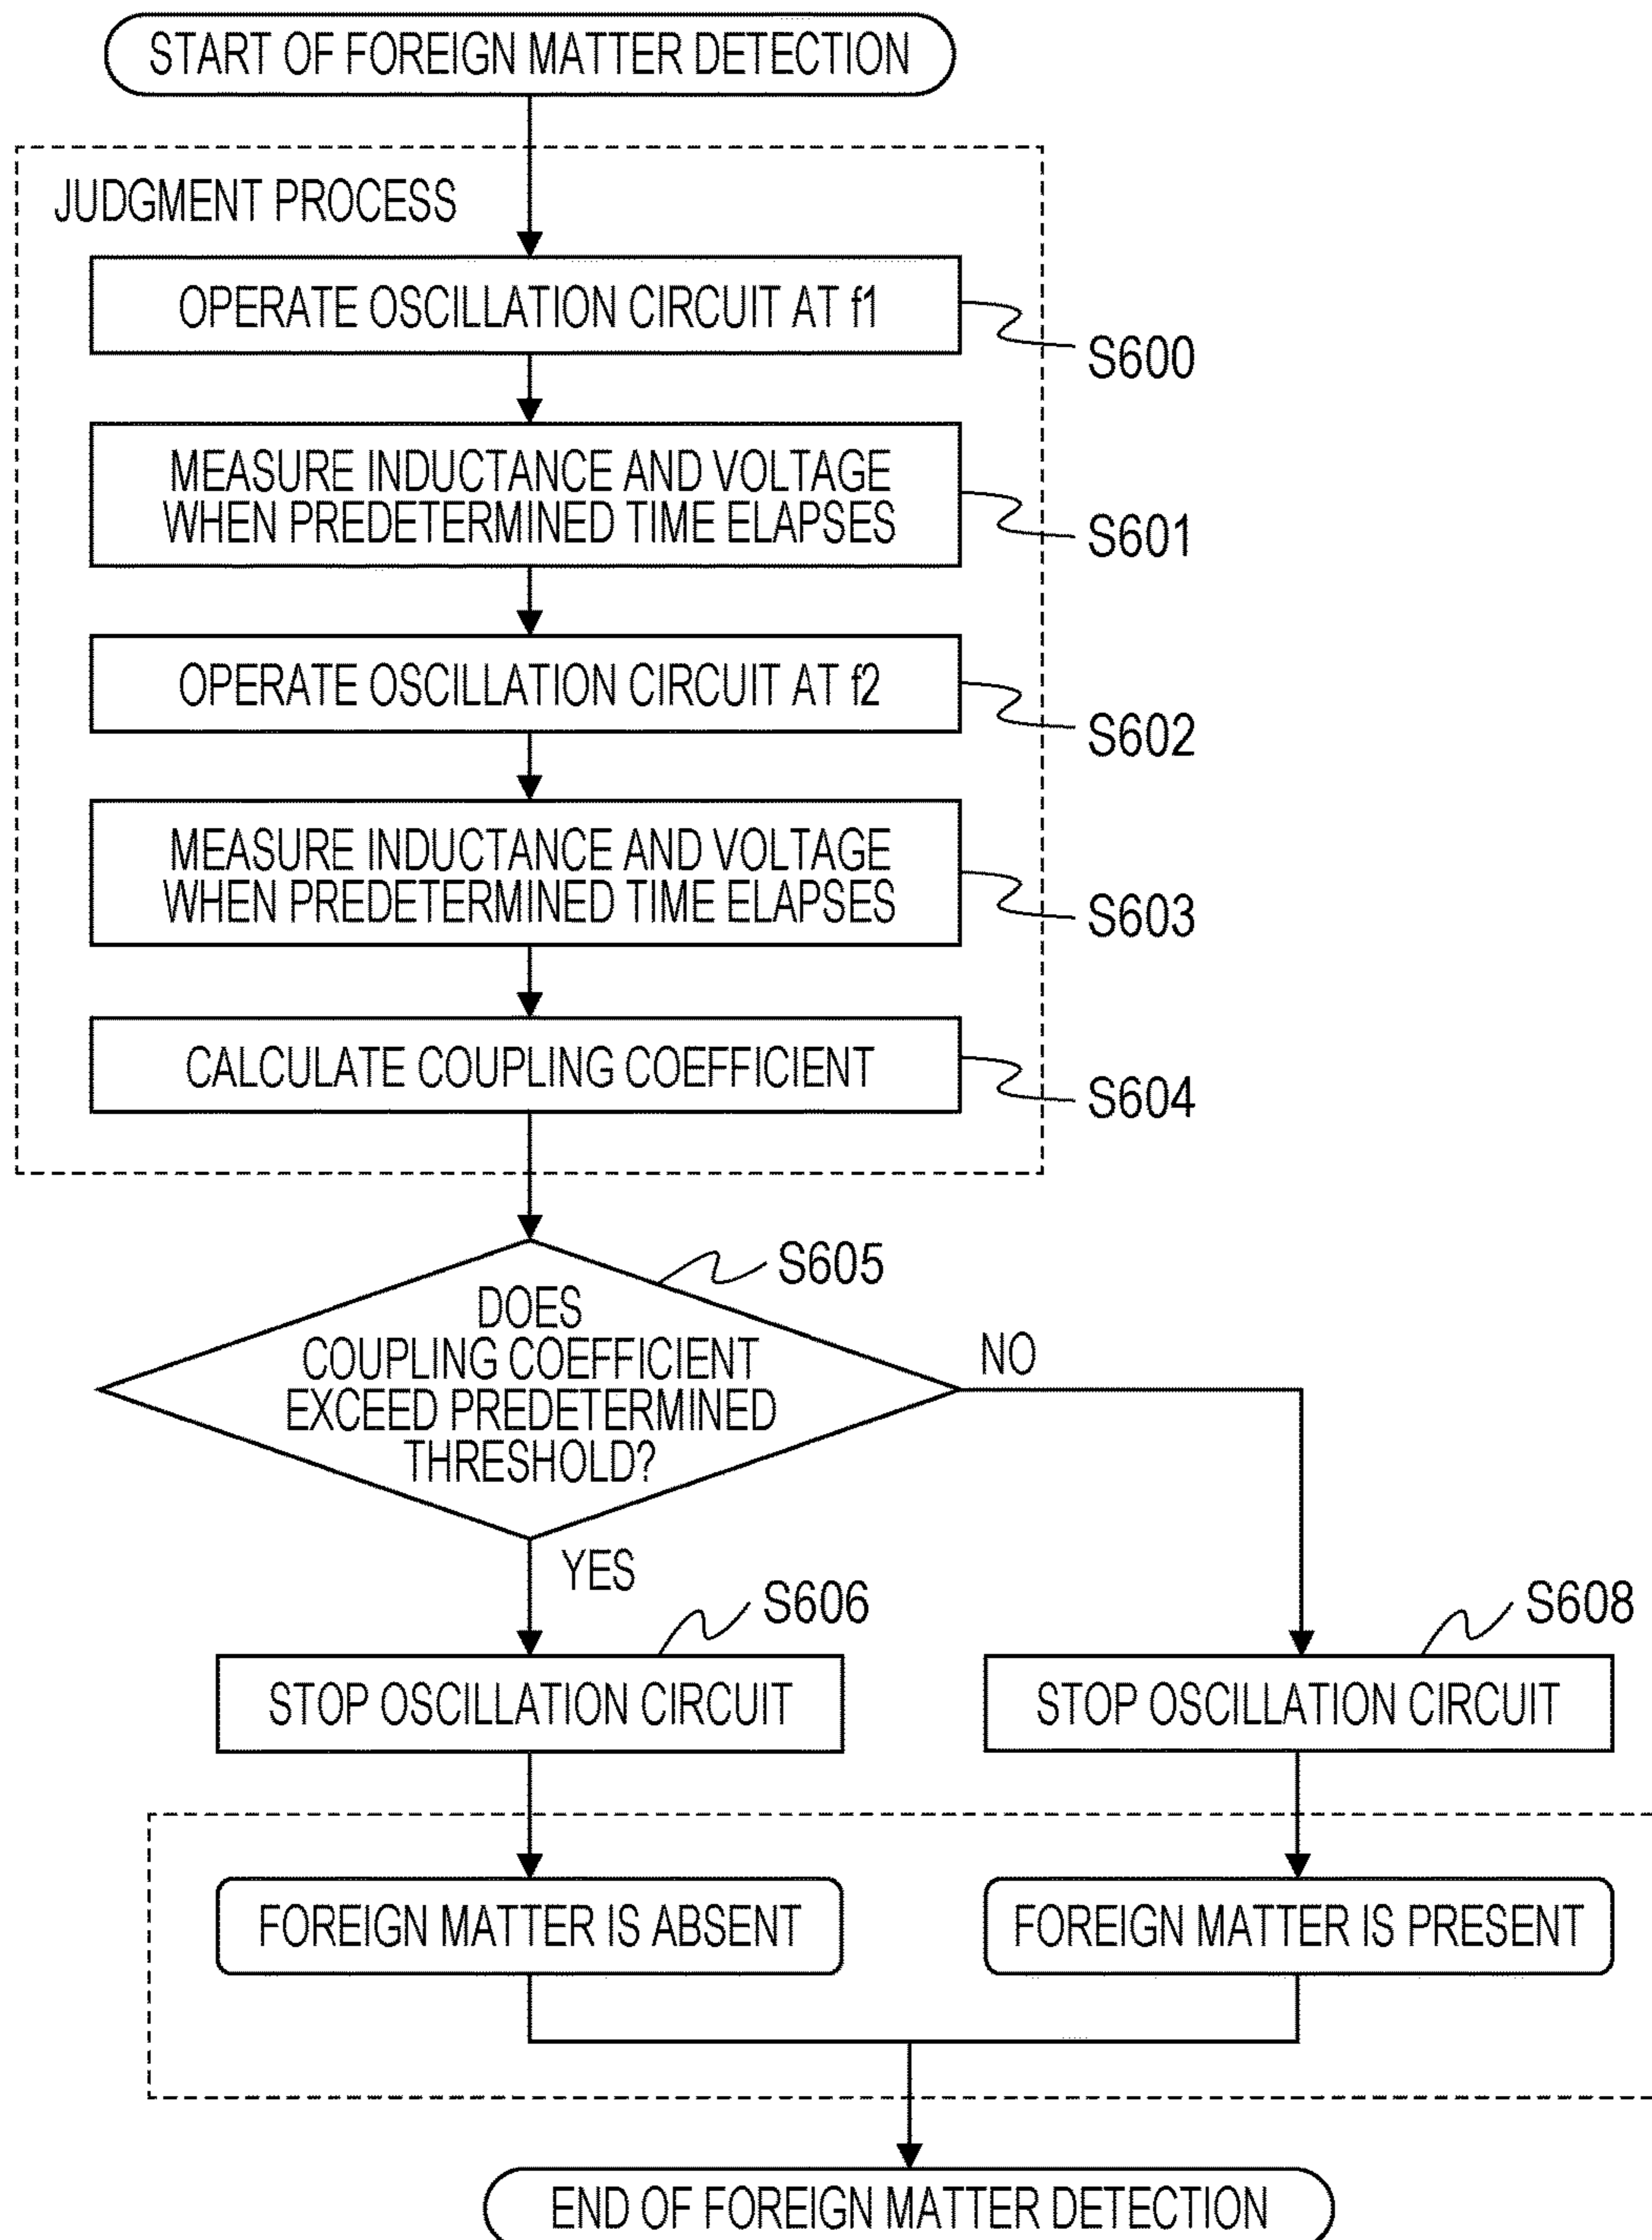 START OF FOREIGN MATTER DETECTION
JUDGMENT PROCESS
OPERATE OSCILLATION CIRCUIT AT f1
S600
MEASURE INDUCTANCE AND VOLTAGE
WHEN PREDETERMINED TIME ELAPSES
S601
OPERATE OSCILLATION CIRCUIT AT f2
S602
MEASURE INDUCTANCE AND VOLTAGE
WHEN PREDETERMINED TIME ELAPSES
S603
CALCULATE COUPLING COEFFICIENT
S604
S605
DOES
COUPLING COEFFICIENT
EXCEED PREDETERMINED
THRESHOLD?
NO
YES
S606
S608
STOP OSCILLATION CIRCUIT
STOP OSCILLATION CIRCUIT
FOREIGN MATTER IS ABSENT
FOREIGN MATTER IS PRESENT
END OF FOREIGN MATTER DETECTION